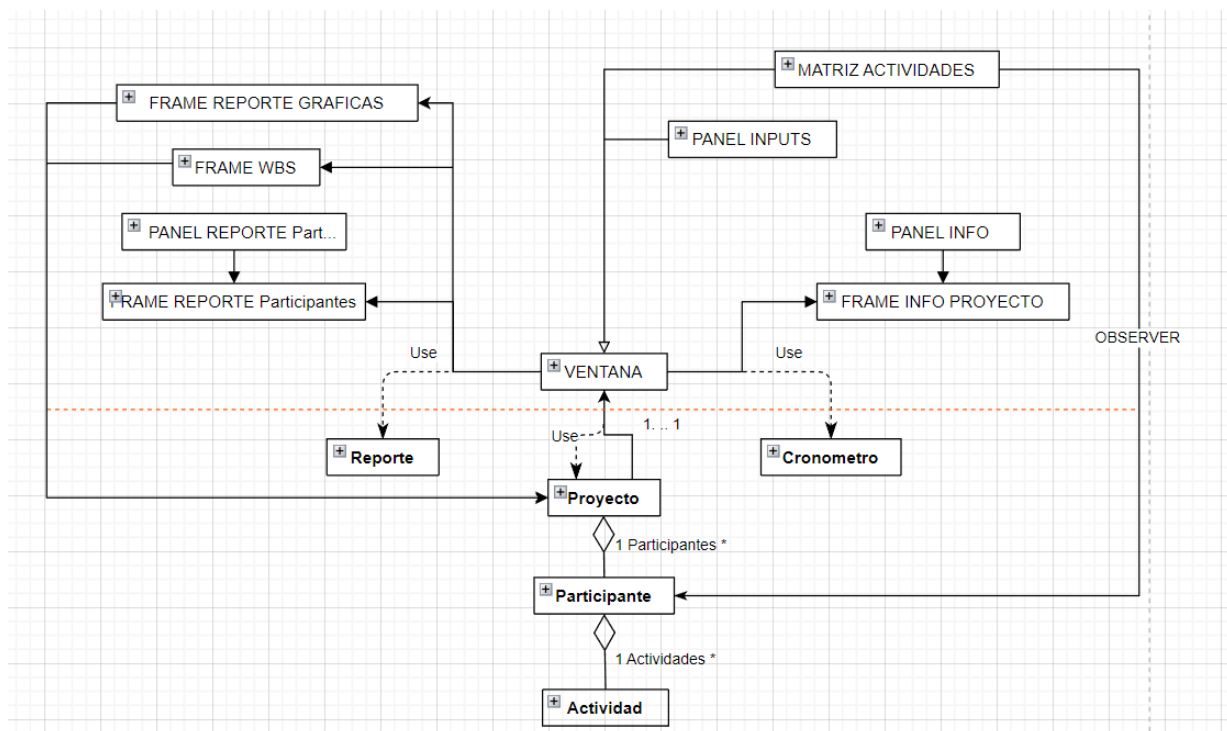 MATRIZ ACTIVIDADES
FRAME REPORTE GRAFICAS
PANEL INPUTS
FRAME WBS
PANEL REPORTE Part...
PANEL INFO
FRAME REPORTE Participantes
FRAME INFO PROYECTO
OBSERVER
Use
Use
VENTANA
1. .. 1
Use
Reporte
Cronometro
Proyecto
1 Participantes *
Participante
1 Actividades *
Actividad